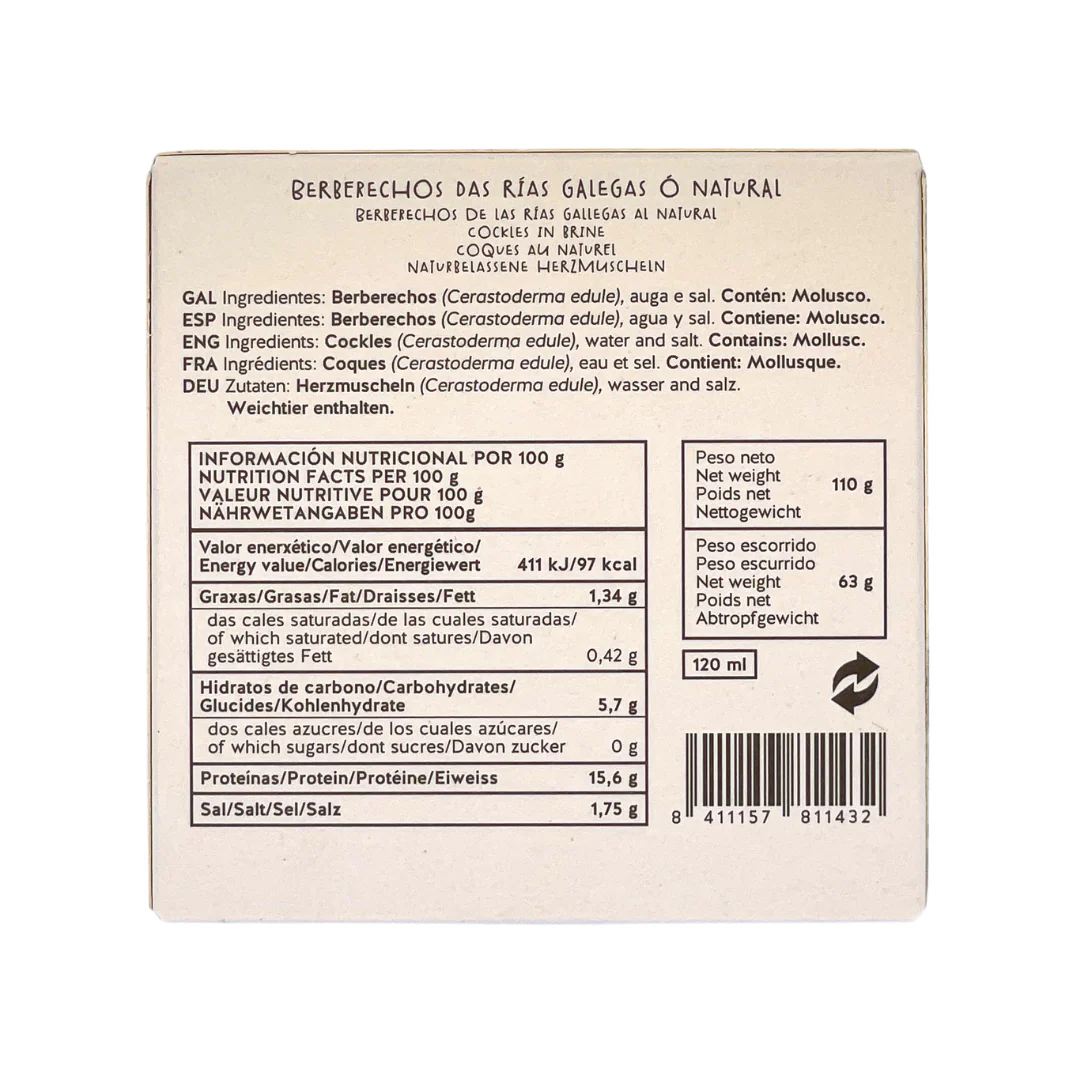 BERBERECHOS DAS RÍAS GALEGAS Ó NATURAL
BERBERECHOS DE LAS RÍAS GALLEGAS AL NATURAL
COCKLES IN BRINE
COQUES AU NATUREL
NATURBELASSENE HERZMUSCHELN
GAL Ingredientes: Berberechos (Cerastoderma edule), auga e sal. Contén: Molusco.
ESP Ingredientes: Berberechos (Cerastoderma edule), agua y sal. Contiene: Molusco.
ENG Ingredients: Cockles (Cerastoderma edule), water and salt. Contains: Mollusc.
FRA Ingrédients: Coques (Cerastoderma edule), eau et sel. Contient: Mollusque.
DEU Zutaten: Herzmuscheln (Cerastoderma edule), wasser and salz.
Weichtier enthalten.
INFORMACIÓN NUTRICIONAL POR 100 g
NUTRITION FACTS PER 100 g
VALEUR NUTRITIVE POUR 100 g
NÄHRWETANGABEN PRO 100g
Valor enerxético/Valor energético/
Energy value/Calories/Energiewert 411 kJ/97 kcal
Graxas/Grasas/Fat/Draisses/Fett 1,34 g
das cales saturadas/de las cuales saturadas/
of which saturated/dont satures/Davon
gesättigtes Fett 0,42 g
Hidratos de carbono/Carbohydrates/
Glucides/Kohlenhydrate 5,7 g
dos cales azucres/de los cuales azúcares/
of which sugars/dont sucres/Davon zucker 0 g
Proteínas/Protein/Protéine/Eiweiss 15,6 g
Sal/Salt/Sel/Salz 1,75 g
Peso neto
Net weight
Poids net
Nettogewicht
110 g
Peso escorrido
Peso escurrido
Net weight
Poids net
Abtropfgewicht
63 g
120 ml
8 411157 811432